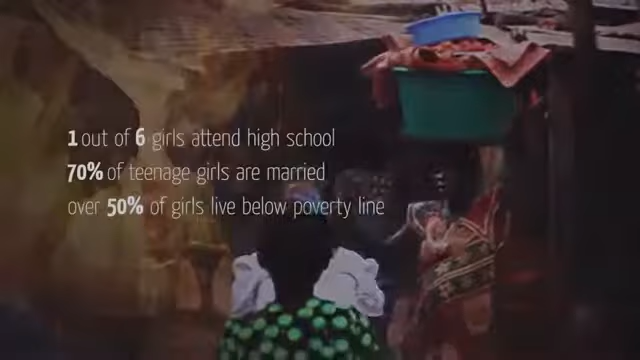 1 out of 6 girls attend high school
70% of teenage girls are married
over 50% of girls live below poverty line